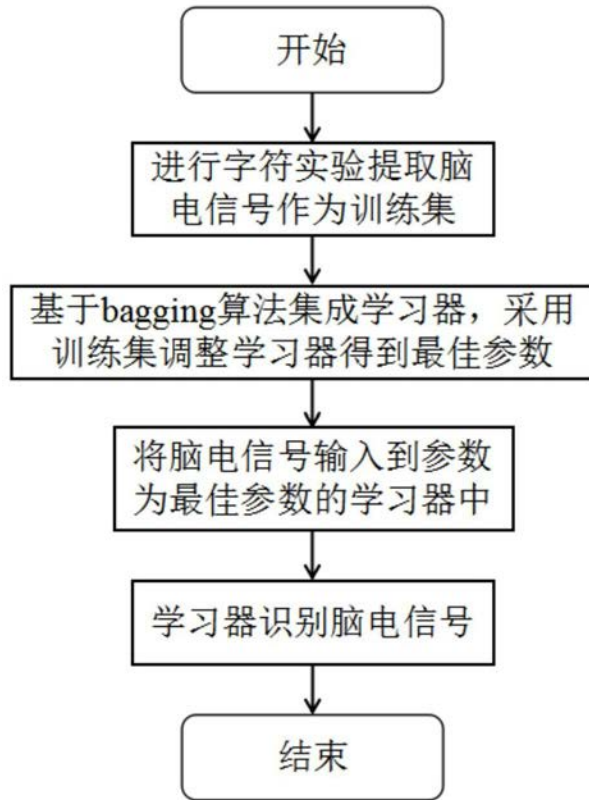 开始
进行字符实验提取脑
电信号作为训练集
基于bagging算法集成学习器，采用
训练集调整学习器得到最佳参数
将脑电信号输入到参数
为最佳参数的学习器中
学习器识别脑电信号
结束